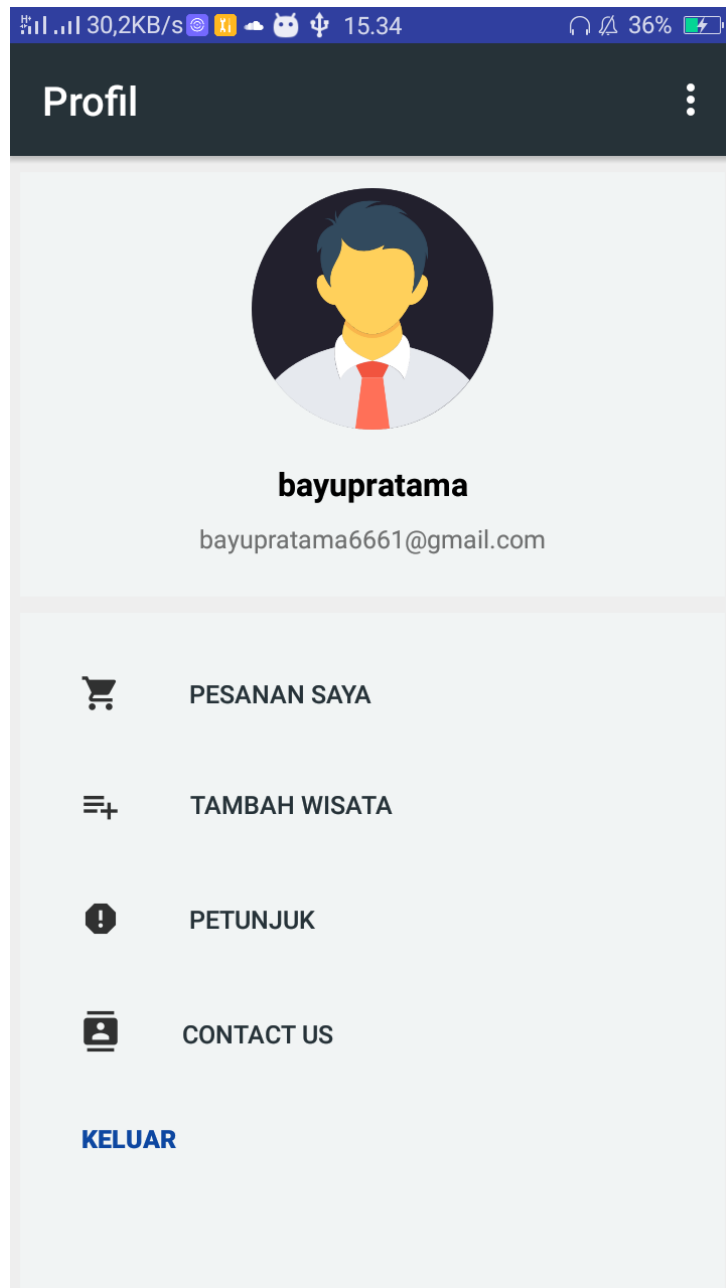 30,2KB/s 15.34 36%
Profil
bayupratama
bayupratama6661@gmail.com
PESANAN SAYA
TAMBAH WISATA
PETUNJUK
CONTACT US
KELUAR